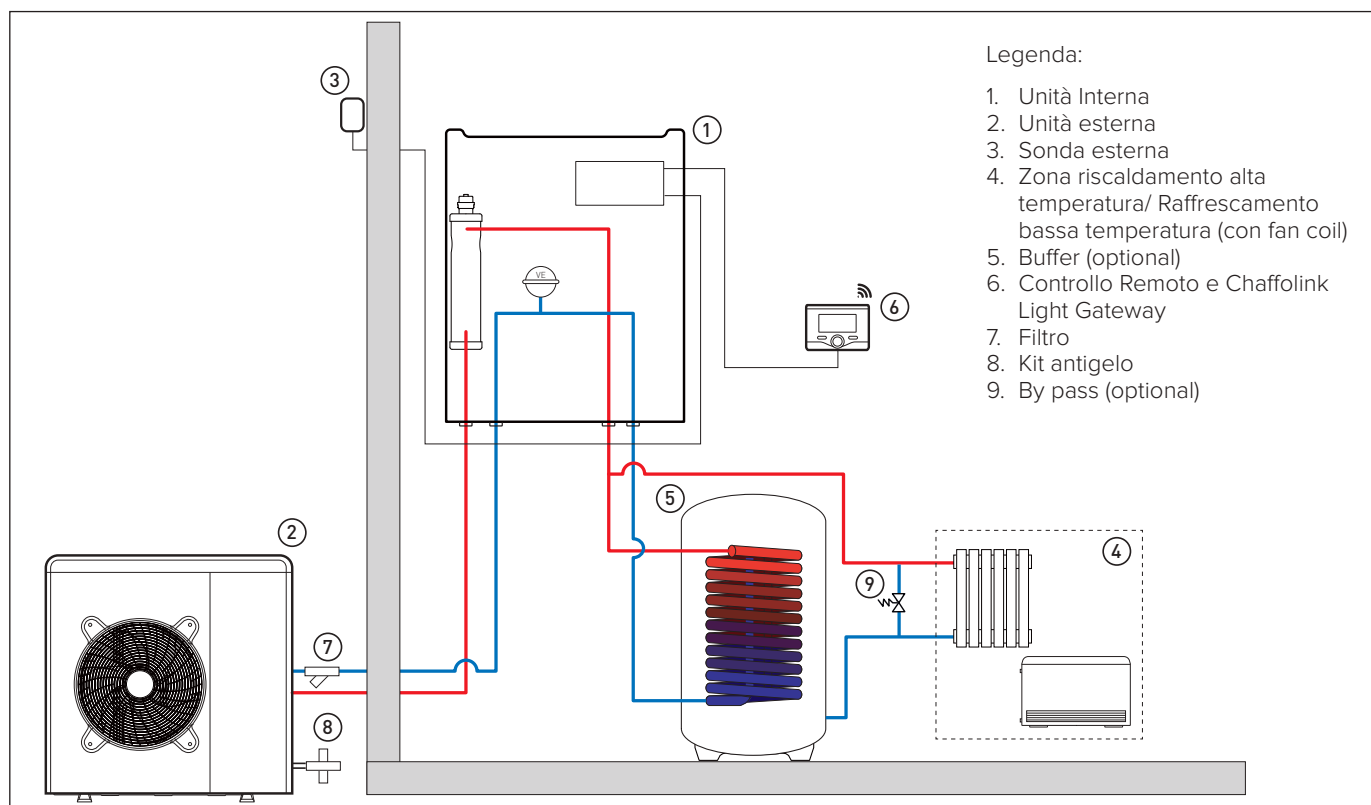 Legenda:
1. Unità Interna
2. Unità esterna
3. Sonda esterna
4. Zona riscaldamento alta
temperatura/ Raffrescamento
bassa temperatura (con fan coil)
5. Buffer (optional)
6. Controllo Remoto e Chaffolink
Light Gateway
7. Filtro
8. Kit antigelo
9. By pass (optional)
3
1
VE
6
5
2
4
9
7
8